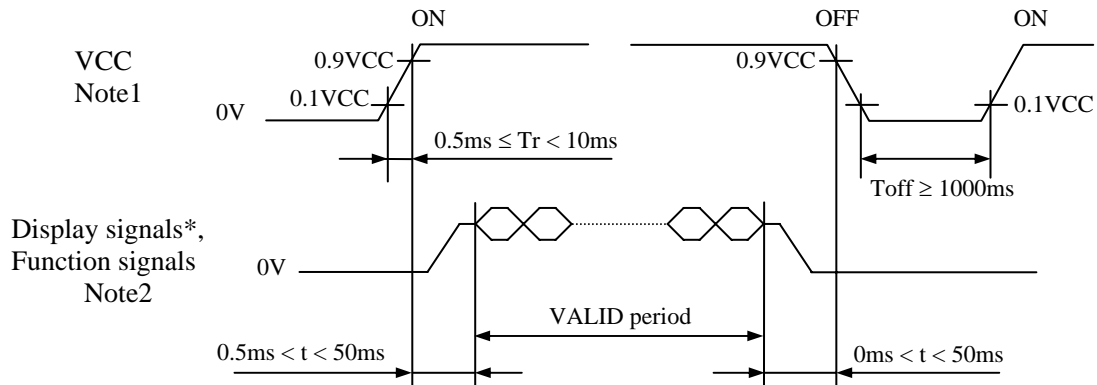 ON OFF ON
VCC
Note1
0.9VCC 0.9VCC
0.1VCC 0.1VCC
0V
0.5ms ≤ Tr < 10ms
Toff ≥ 1000ms
Display signals*,
Function signals
Note2
0V
VALID period
0.5ms < t < 50ms 0ms < t < 50ms